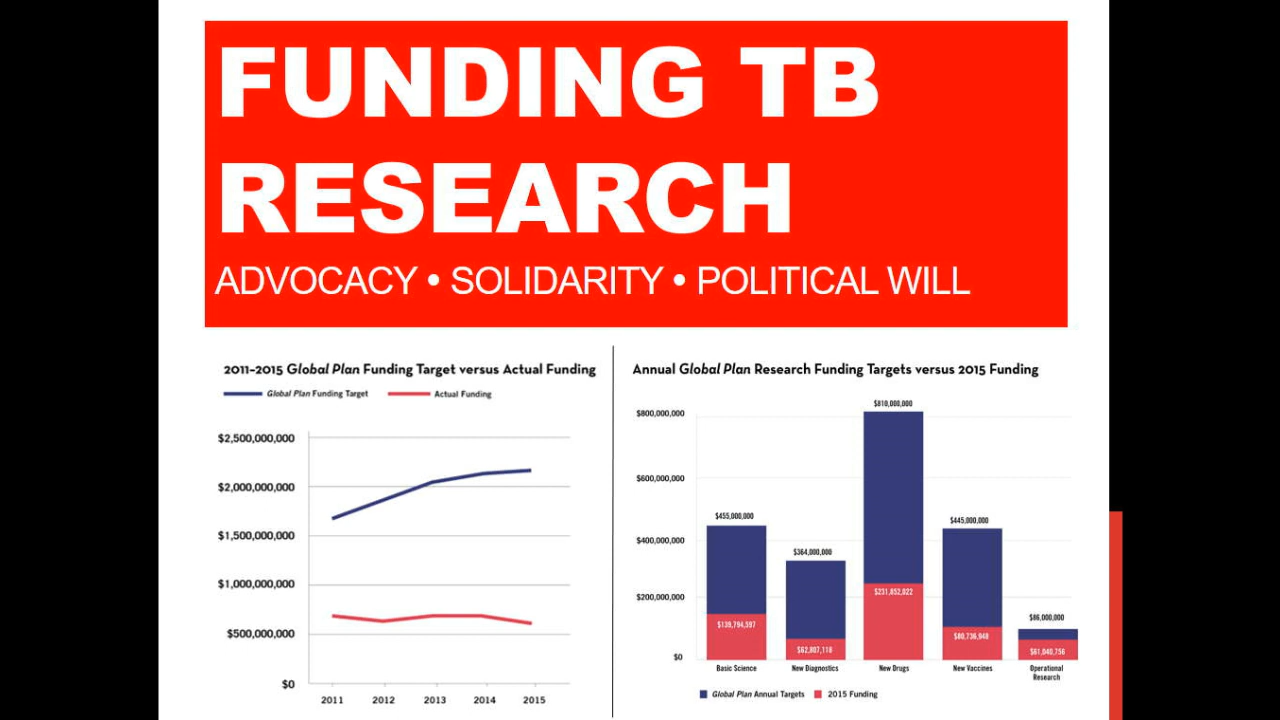 FUNDING TB
RESEARCH
ADVOCACY • SOLIDARITY • POLITICAL WILL
2011–2015 Global Plan Funding Target versus Actual Funding
Global Plan Funding Target
Actual Funding
$2,500,000,000
$2,000,000,000
$1,500,000,000
$1,000,000,000
$500,000,000
$0
2011
2012
2013
2014
2015
Annual Global Plan Research Funding Targets versus 2015 Funding
$800,000,000
$600,000,000
$400,000,000
$200,000,000
$0
$455,000,000
$364,000,000
$810,000,000
$445,000,000
$86,000,000
$139,794,597
$62,807,118
$231,852,022
$80,736,948
$61,040,756
Basic Science
New Diagnostics
New Drugs
New Vaccines
Operational
Research
Global Plan Annual Targets
2015 Funding